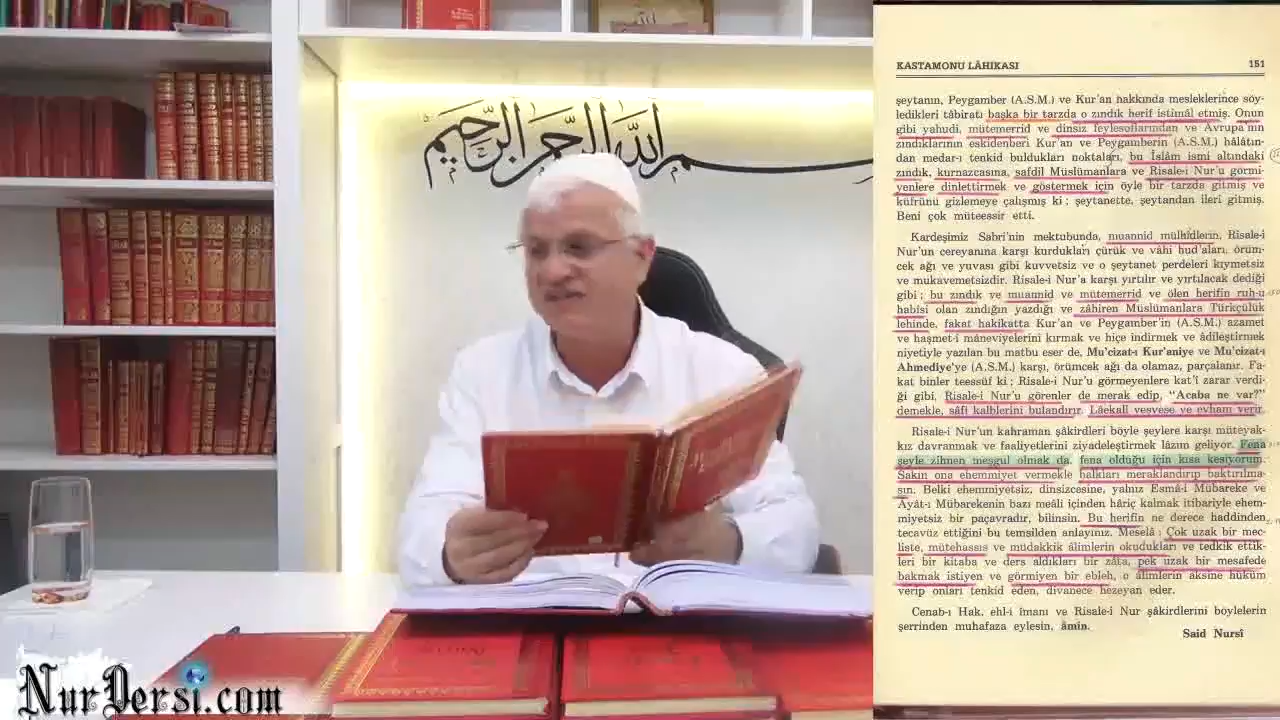 بسم الله الرحمن الرحيم
NurDersi.com
KASTAMONU LÂHİKASI 151
şeytanın, Peygamber (A.S.M.) ve Kur'an hakkında mesleklerince söy-
ledikleri tâbiratı başka bir tarzda o zındık herif istimâl etmiş. Onun
gibi yahudi, mütemerrid ve dinsiz feylesoflarından ve Avrupa'nın
zındıklarının eskidenberi Kur'an ve Peygamberin (A.S.M.) hâlâtın-
dan medar-ı tenkid buldukları noktaları, bu İslâm ismi altındaki
zındık, kurnazcasına, safdil Müslümanlara ve Risale-i Nur'u görmi-
yenlere dinlettirmek ve göstermek için öyle bir tarzda gitmiş ve
küfrünü gizlemeye çalışmış ki; şeytanette, şeytandan ileri gitmiş.
Beni çok müteessir etti.
Kardeşimiz Sabri'nin mektubunda, muannid mülhidlerin, Risale-i
Nur'un cereyanına karşı kurdukları çürük ve vâhi hud'aları, örüm-
cek ağı ve yuvası gibi kuvvetsiz ve o şeytanet perdeleri kıymetsiz
ve mukavemetsizdir. Risale-i Nur'a karşı yırtılır ve yırtılacak dediği
gibi; bu zındık ve muannid ve mütemerrid ve ölen herifin ruh-u
habisi olan zındığın yazdığı ve zâhiren Müslümanlara Türkçülük
lehinde, fakat hakikatta Kur'an ve Peygamber'in (A.S.M.) azamet
ve haşmet-i mâneviyelerini kırmak ve hiçe indirmek ve âdileştirmek
niyetiyle yazılan bu matbu eser de, Mu'cizat-ı Kur'aniye ve Mu'cizat-ı
Ahmediye'ye (A.S.M.) karşı, örümcek ağı da olamaz, parçalanır. Fa-
kat binler teessüf ki; Risale-i Nur'u görmeyenlere kat'î zarar verdi-
ği gibi, Risale-i Nur'u görenler de merak edip, "Acaba ne var?"
demekle, sâfi kalblerini bulandırır. Lâekall vesvese ve evham verir.
Risale-i Nur'un kahraman şâkirdleri böyle şeylere karşı müteyak-
kız davranmak ve faaliyetlerini ziyadeleştirmek lâzım geliyor. Fena
şeyle zihnen meşgul olmak da, fena olduğu için kısa kesiyorum.
Sakın ona ehemmiyet vermekle halkları meraklandırıp baktırılma-
sın. Belki ehemmiyetsiz, dinsizcesine, yalnız Esmâ-i Mübareke ve
Âyât-ı Mübarekenin bazı meâli içinden hâriç kalmak itibariyle ehem-
miyetsiz bir paçavradır, bilinsin. Bu herifin ne derece haddinden
tecavüz ettiğini bu temsilden anlayınız. Meselâ: Çok uzak bir mec-
liste, mütehassıs ve müdakkik âlimlerin okudukları ve tedkik ettik-
leri bir kitaba ve ders aldıkları bir zâta, pek uzak bir mesafede
bakmak istiyen ve görmiyen bir ebleh, o âlimlerin aksine hüküm
verip onları tenkid eden, divanece hezeyan eder.
Cenab-ı Hak, ehl-i imanı ve Risale-i Nur şâkirdlerini böylelerin
şerrinden muhafaza eylesin, âmin.
Said Nursî